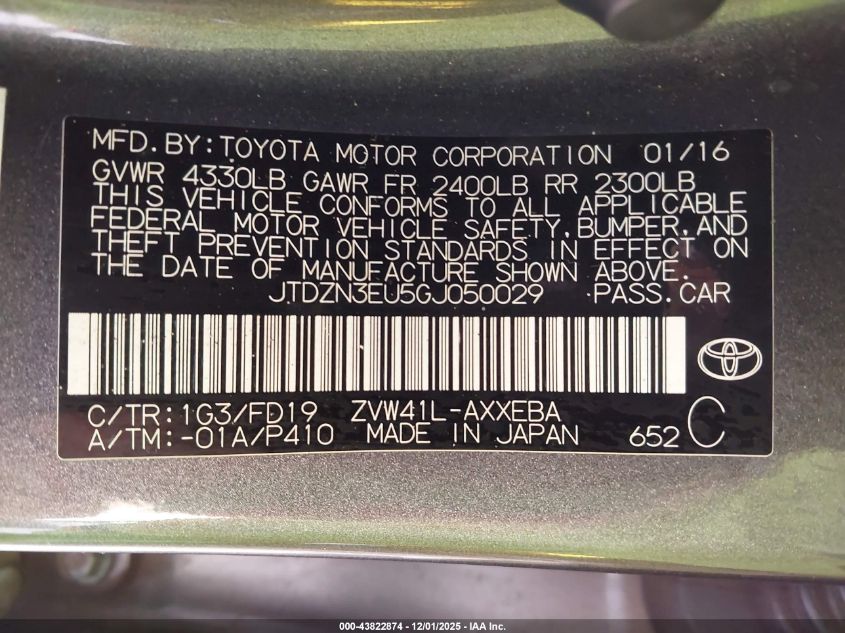 MFD. BY: TOYOTA MOTOR CORPORATION 01/16
GVWR 4330LB GAWR FR 2400LB RR 2300LB
THIS VEHICLE CONFORMS TO ALL APPLICABLE
FEDERAL MOTOR VEHICLE SAFETY, BUMPER, AND
THEFT PREVENTION STANDARDS IN EFFECT ON
THE DATE OF MANUFACTURE SHOWN ABOVE.
JTDZN3EU5GJ050029 PASS. CAR
C/TR: 1G3/FD19 ZVW41L-AXXEBA
A/TM: -01A/P410 MADE IN JAPAN 652 C
000-43822874 - 12/01/2025 - IAA Inc.